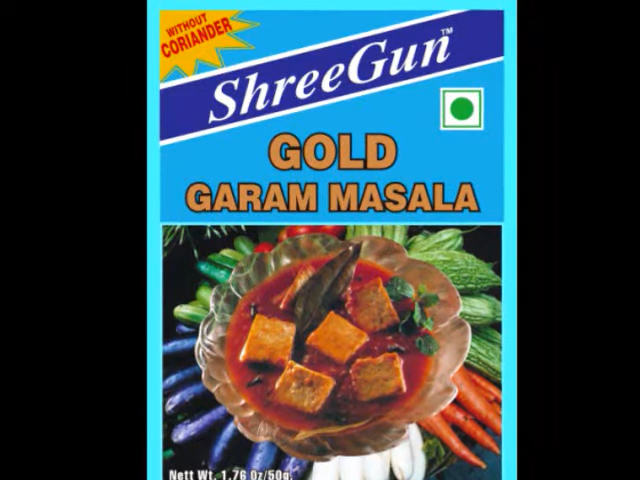 WITHOUT
CORIANDER
ShreeGun™
GOLD
GARAM MASALA
Nett Wt. 1.76 Oz/50g.